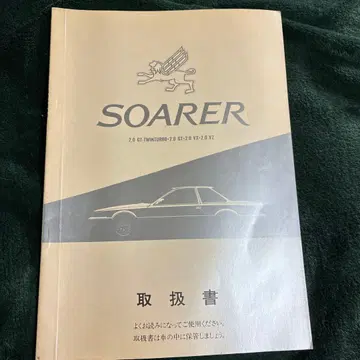 SOARER
2.0 GT TWINTURBO・2.0 GT・2.0 VX・2.0 VZ
取扱書
よくお読みになってご使用ください。
取扱書は車の中に保管しましょう。